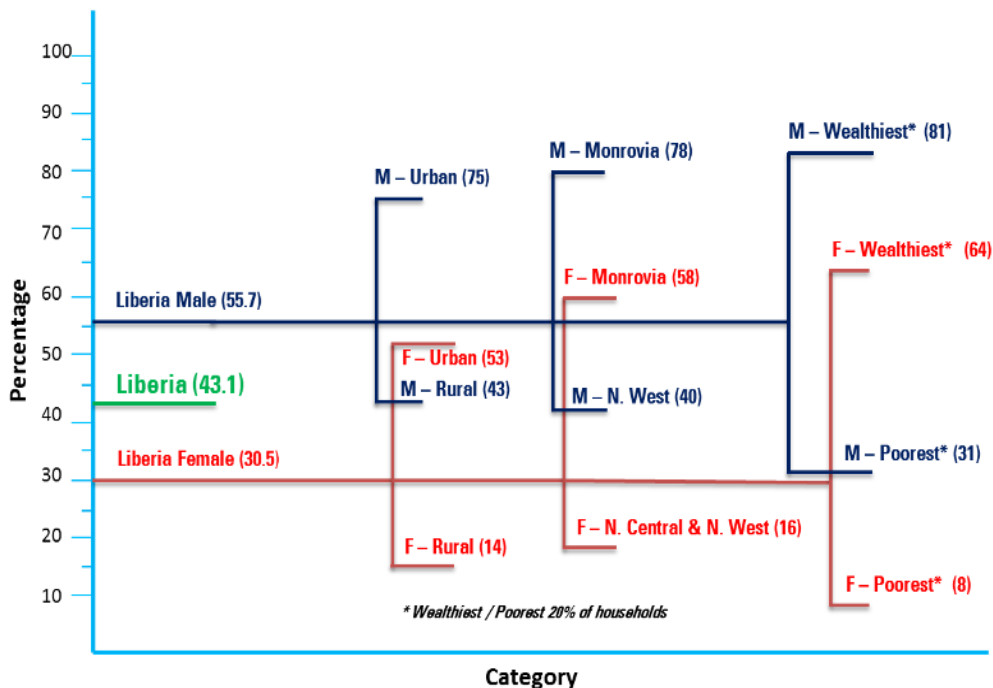 100
90
80
70
60
50
40
30
20
10
Percentage
Category
M – Wealthiest* (81)
M – Monrovia (78)
M – Urban (75)
F – Wealthiest* (64)
F – Monrovia (58)
Liberia Male (55.7)
F – Urban (53)
Liberia (43.1)
M – Rural (43)
M – N. West (40)
Liberia Female (30.5)
M – Poorest* (31)
F – N. Central & N. West (16)
F – Rural (14)
F – Poorest* (8)
* Wealthiest / Poorest 20% of households